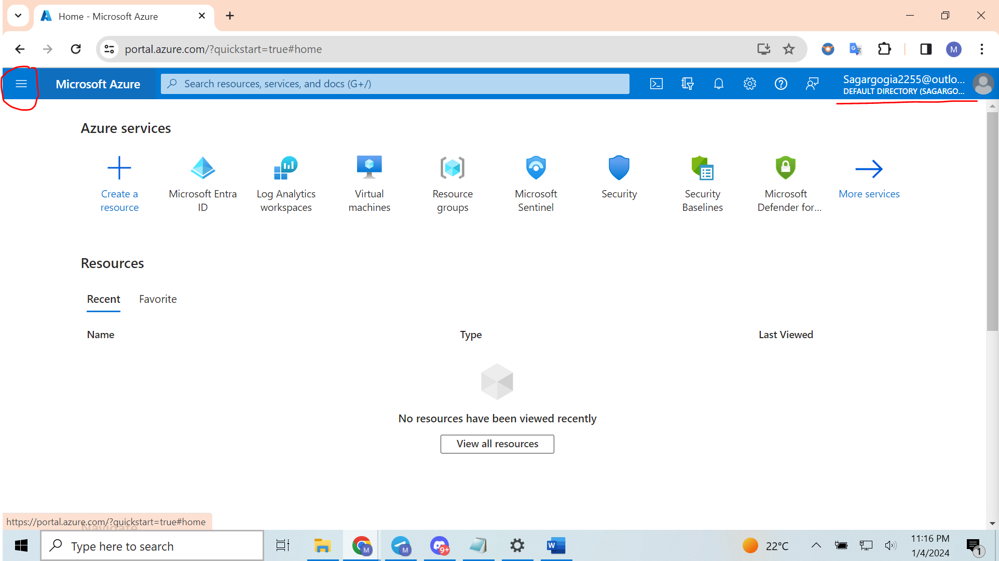 Home - Microsoft Azure
portal.azure.com/?quickstart=true#home
M
Microsoft Azure
Search resources, services, and docs (G+/)
Sagargogia2255@outlo...
DEFAULT DIRECTORY (SAGARGO...
Azure services
Create a resource
Microsoft Entra ID
Log Analytics workspaces
Virtual machines
Resource groups
Microsoft Sentinel
Security
Security Baselines
Microsoft Defender for...
More services
Resources
Recent
Favorite
Name
Type
Last Viewed
No resources have been viewed recently
View all resources
https://portal.azure.com/?quickstart=true#home
Navigate
Type here to search
M
M
9+
W
22°C
11:16 PM
1/4/2024
1